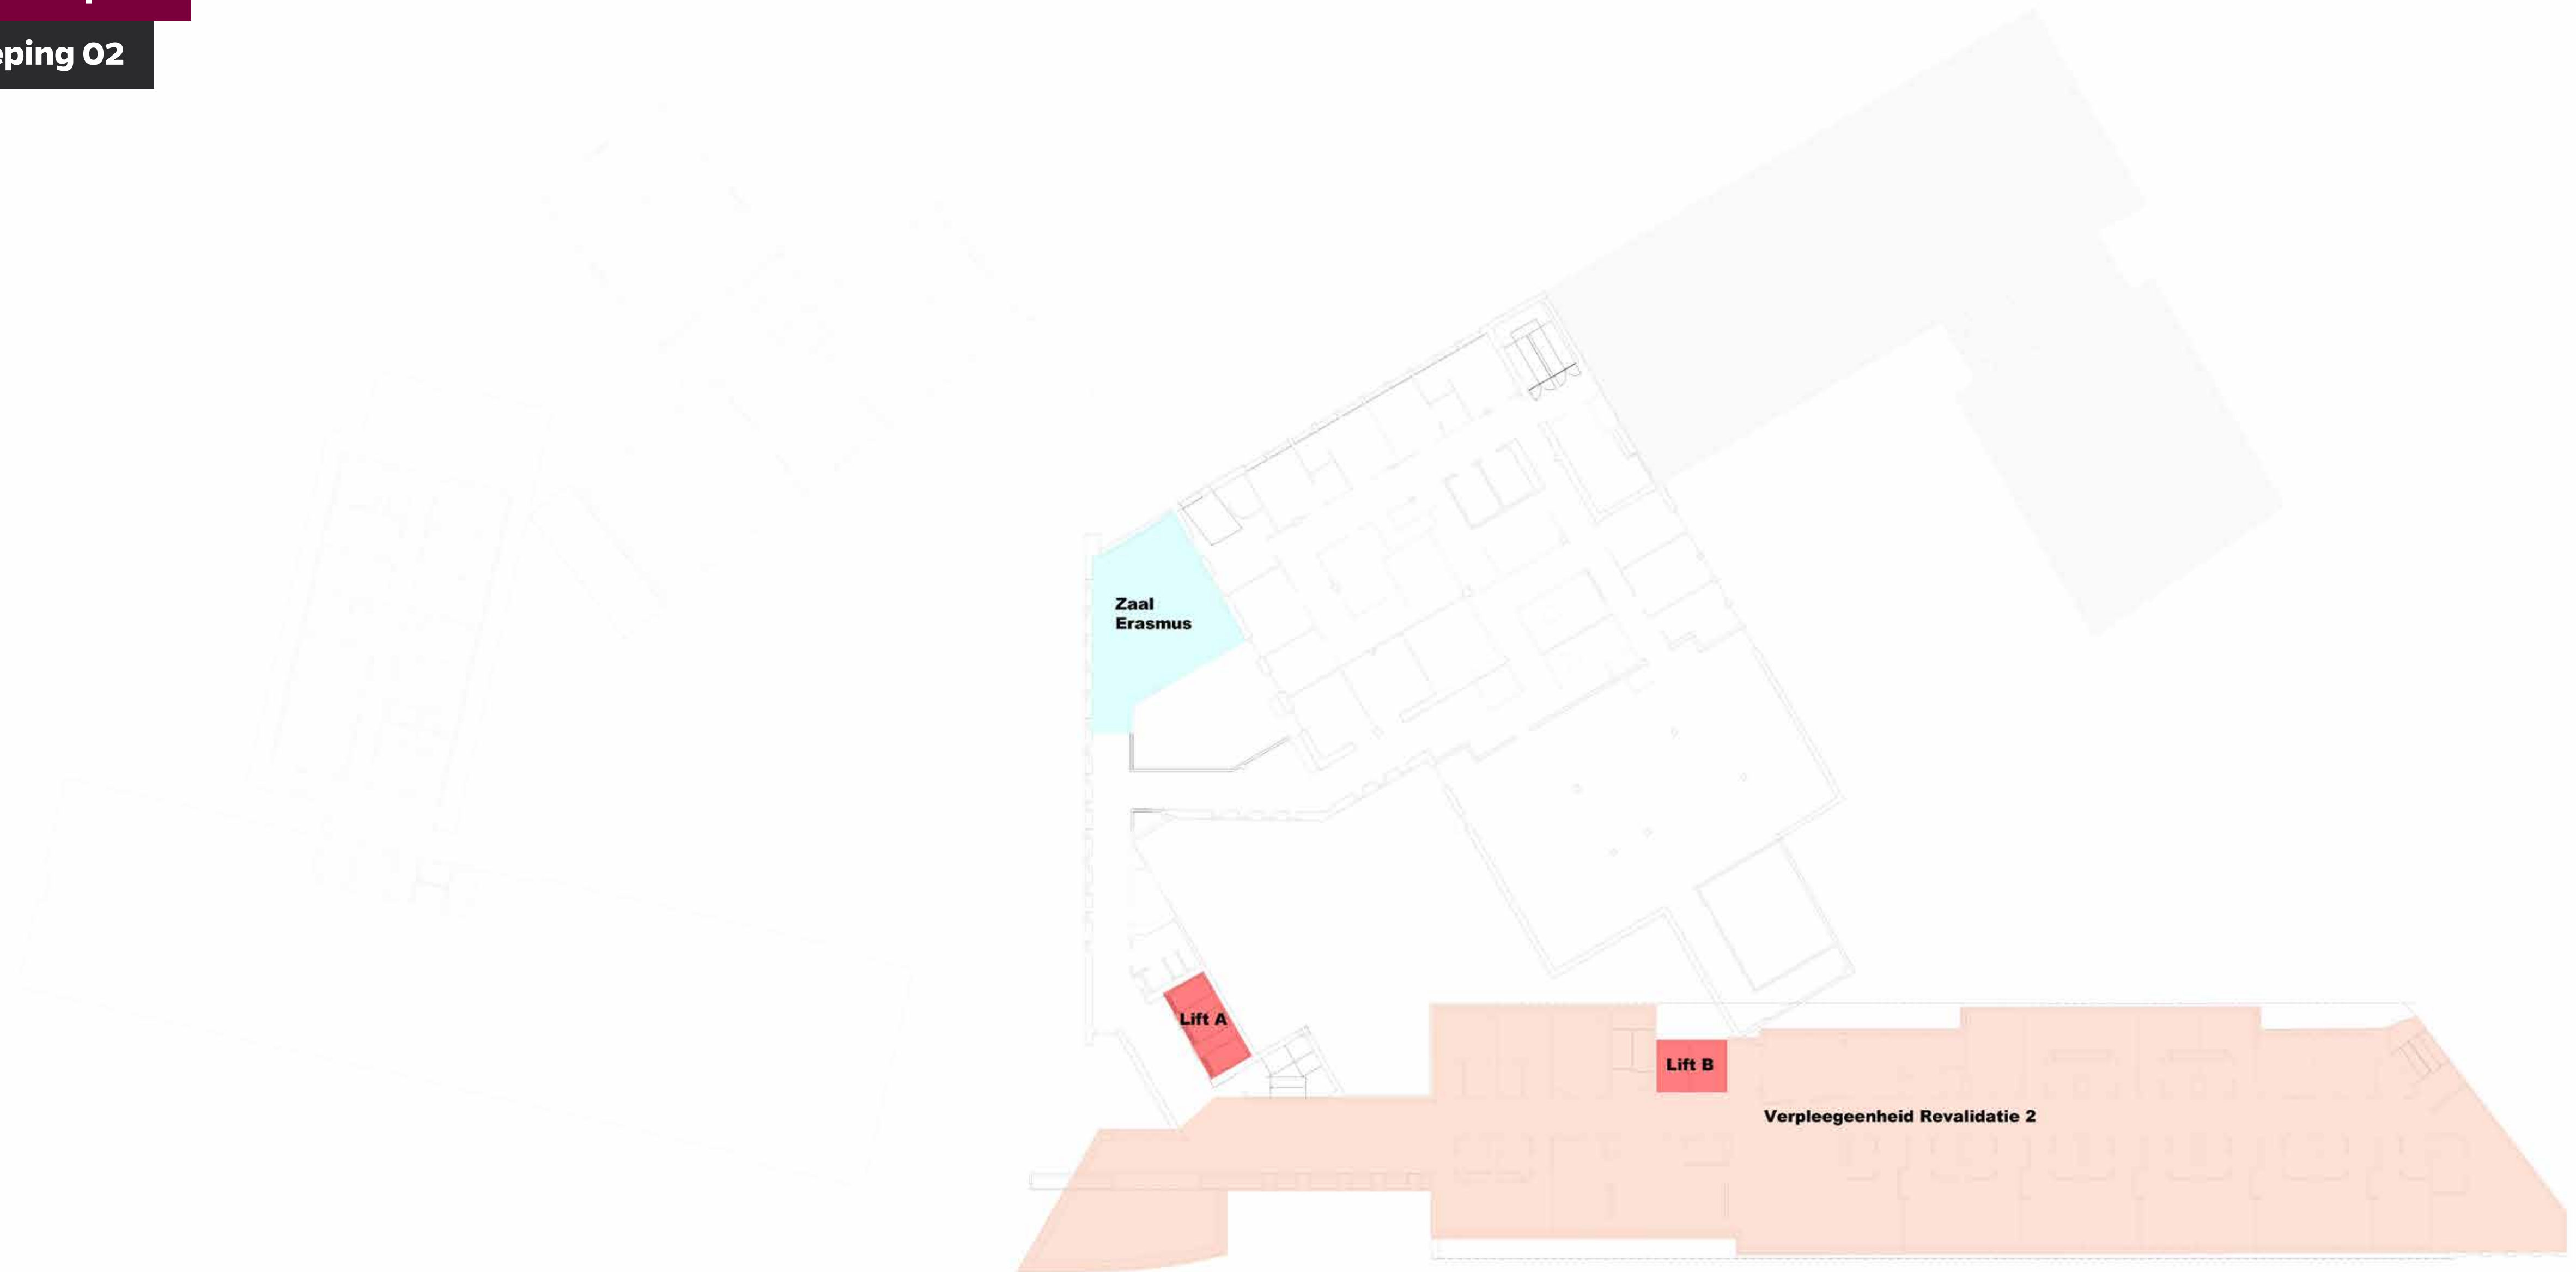 eping 02
Zaal
Erasmus
Lift A
Lift B
Verpleegeenheid Revalidatie 2